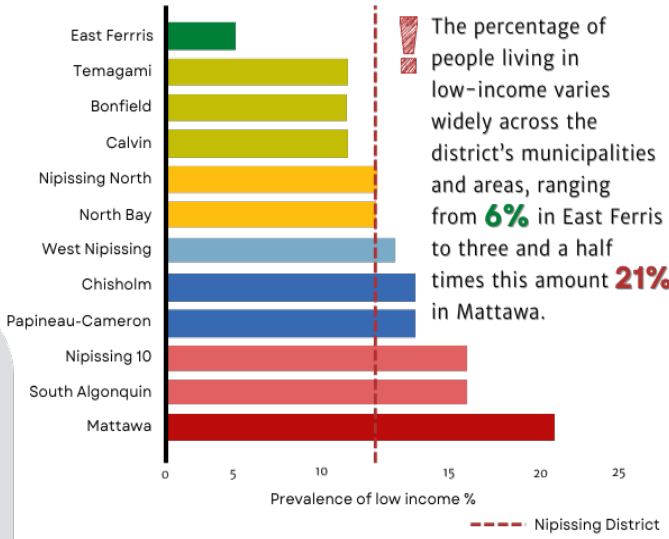 East Ferrris
Temagami
Bonfield
Calvin
Nipissing North
North Bay
West Nipissing
Chisholm
Papineau-Cameron
Nipissing 10
South Algonquin
Mattawa
0 5 10 15 20 25
Prevalence of low income %
Nipissing District
The percentage of
people living in
low-income varies
widely across the
district's municipalities
and areas, ranging
from 6% in East Ferris
to three and a half
times this amount 21%
in Mattawa.